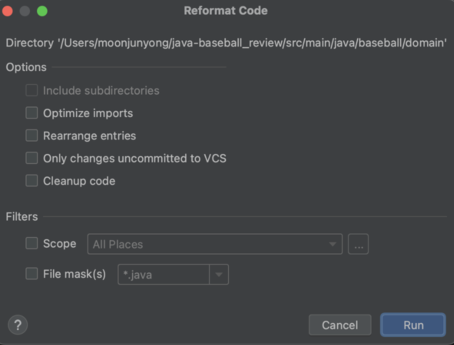 Reformat Code
Directory '/Users/moonjunyong/java-baseball_review/src/main/java/baseball/domain'
Options
Include subdirectories
Optimize imports
Rearrange entries
Only changes uncommitted to VCS
Cleanup code
Filters
Scope All Places ...
File mask(s) *.java
? Cancel Run